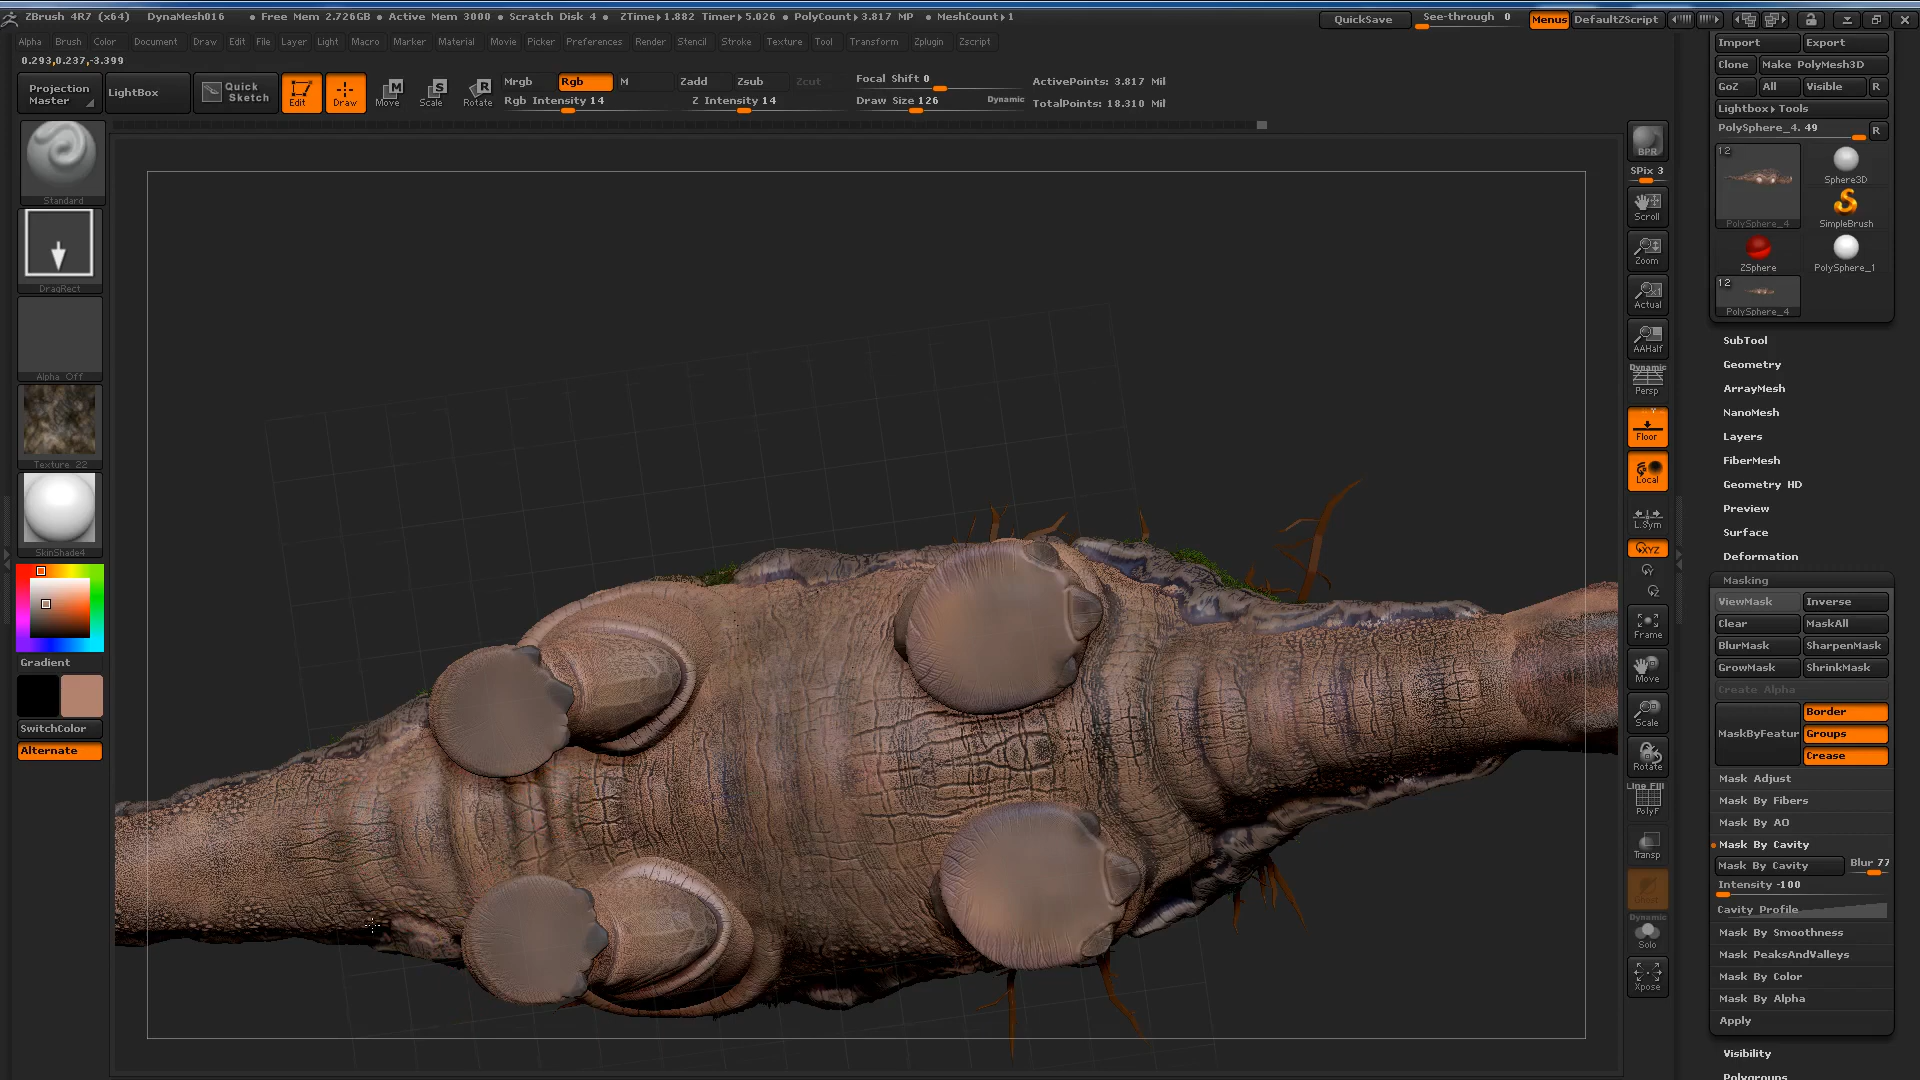 ZBrush 4R7 (x64) DynaMesh016 • Free Mem 2.726GB • Active Mem 3000 • Scratch Disk 4 • ZTime▸1.882 Timer▸5.026 • PolyCount▸3.817 MP • MeshCount▸1
QuickSave
See-through 0
Menus
DefaultZScript
Alpha Brush Color Document Draw Edit File Layer Light Macro Marker Material Movie Picker Preferences Render Stencil Stroke Texture Tool Transform Zplugin Zscript
0.293,0.237,-3.399
Projection Master
LightBox
Quick Sketch
Edit
Draw
Move
Scale
Rotate
Mrgb Rgb M
Rgb Intensity 14
Zadd Zsub Zcut
Z Intensity 14
Focal Shift 0
Draw Size 126
Dynamic
ActivePoints: 3.817 Mil
TotalPoints: 18.310 Mil
Standard
DragRect
Alpha Off
Texture 22
SkinShade4
Gradient
SwitchColor
Alternate
BPR
SPix 3
Scroll
Zoom
Actual
AAHalf
Dynamic
Persp
Floor
Local
L.Sym
XYZ
Frame
Move
Scale
Rotate
Line Fill
PolyF
Transp
Ghost
Dynamic
Solo
Xpose
Import Export
Clone Make PolyMesh3D
GoZ All Visible R
Lightbox▸Tools
PolySphere_4. 49 R
12
PolySphere_4
Sphere3D
SimpleBrush
ZSphere
PolySphere_1
12
PolySphere_4
SubTool
Geometry
ArrayMesh
NanoMesh
Layers
FiberMesh
Geometry HD
Preview
Surface
Deformation
Masking
ViewMask Inverse
Clear MaskAll
BlurMask SharpenMask
GrowMask ShrinkMask
Create Alpha
MaskByFeatur
Border
Groups
Crease
Mask Adjust
Mask By Fibers
Mask By AO
Mask By Cavity
Mask By Cavity Blur 77
Intensity -100
Cavity Profile
Mask By Smoothness
Mask PeaksAndValleys
Mask By Color
Mask By Alpha
Apply
Visibility
Polygroups